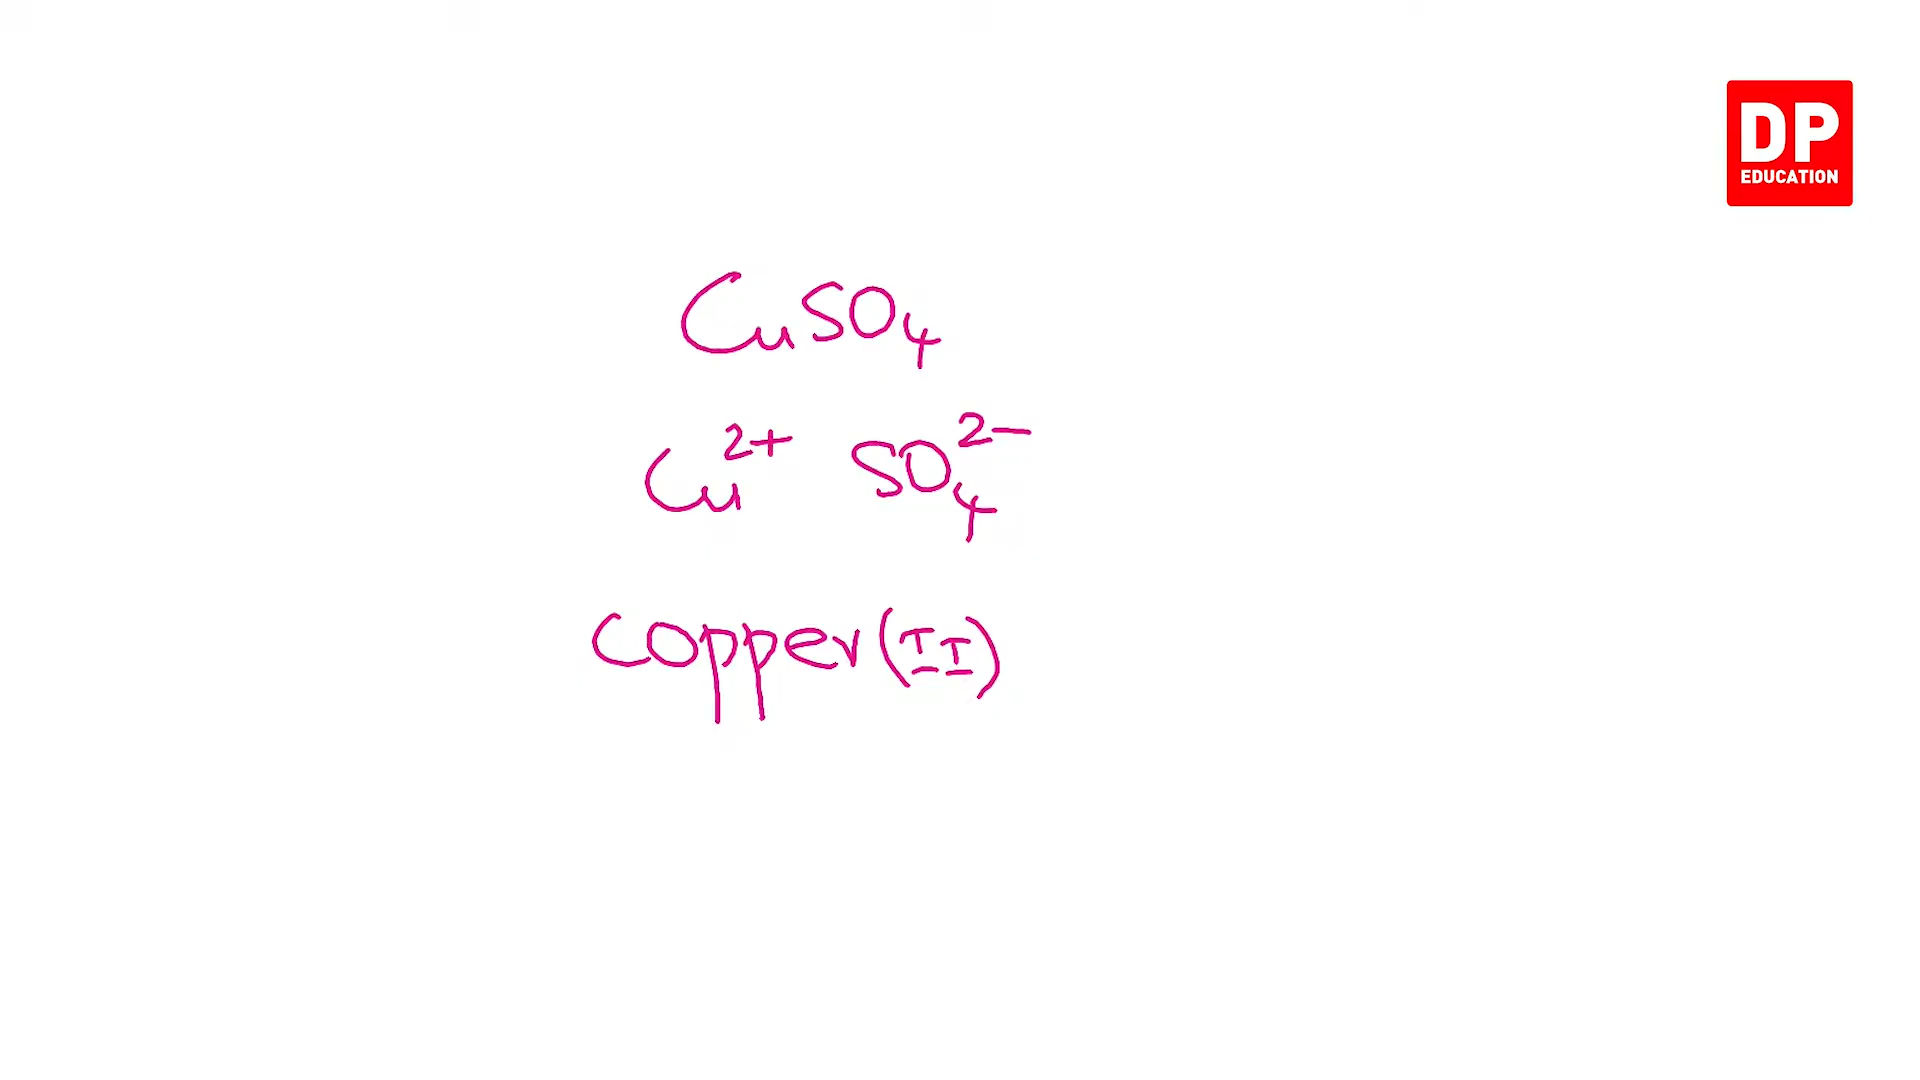 DP
EDUCATION
CuSO₄
Cu²⁺ SO₄²⁻
copper(II)